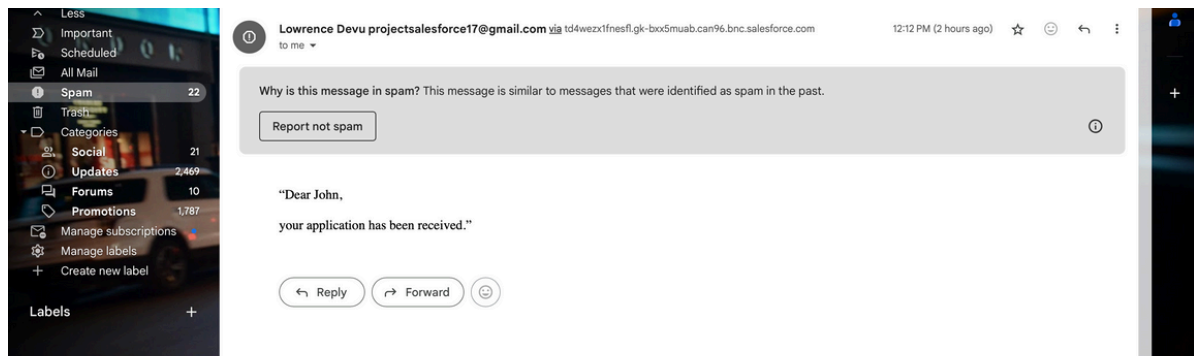 Less
Important
Scheduled
All Mail
Spam 22
Trash
Categories
Social 21
Updates 2,469
Forums 10
Promotions 1,787
Manage subscriptions
Manage labels
Create new label
Labels
Lowrence Devu projectsalesforce17@gmail.com via td4wezx1fnesfl.gk-bxx5muab.can96.bnc.salesforce.com 12:12 PM (2 hours ago)
to me
Why is this message in spam? This message is similar to messages that were identified as spam in the past.
Report not spam
“Dear John,
your application has been received.”
Reply Forward